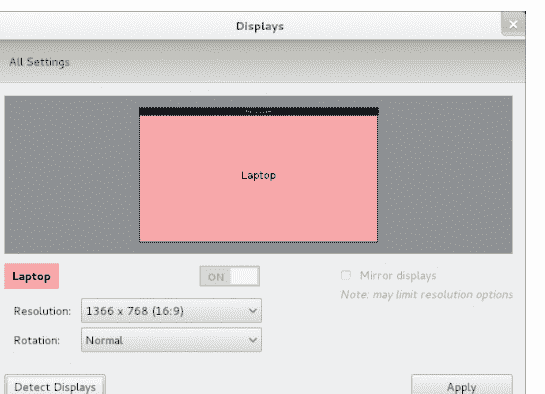 Displays
All Settings
Laptop
Laptop
ON
Mirror displays
Note: may limit resolution options
Resolution: 1366 x 768 (16:9)
Rotation: Normal
Detect Displays
Apply